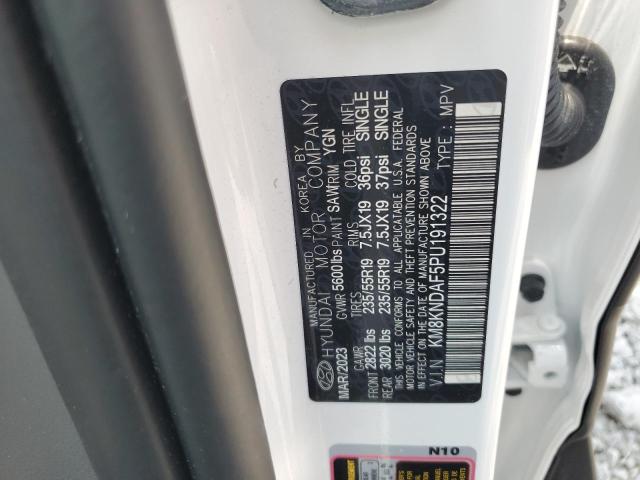 MANUFACTURED IN KOREA BY
HYUNDAI MOTOR COMPANY
MAR/2023 GVWR 5600lbs PAINT SAW TRIM YGN
GAWR TIRES RIMS COLD TIRE INFL
FRONT 2822 lbs 235/55R19 7.5JX19 36psi SINGLE
REAR 3020 lbs 235/55R19 7.5JX19 37psi SINGLE
THIS VEHICLE CONFORMS TO ALL APPLICABLE U.S.A. FEDERAL
MOTOR VEHICLE SAFETY AND THEFT PREVENTION STANDARDS
IN EFFECT ON THE DATE OF MANUFACTURE SHOWN ABOVE
V.I.N KM8KNDAF5PU191322 TYPE: MPV
N10